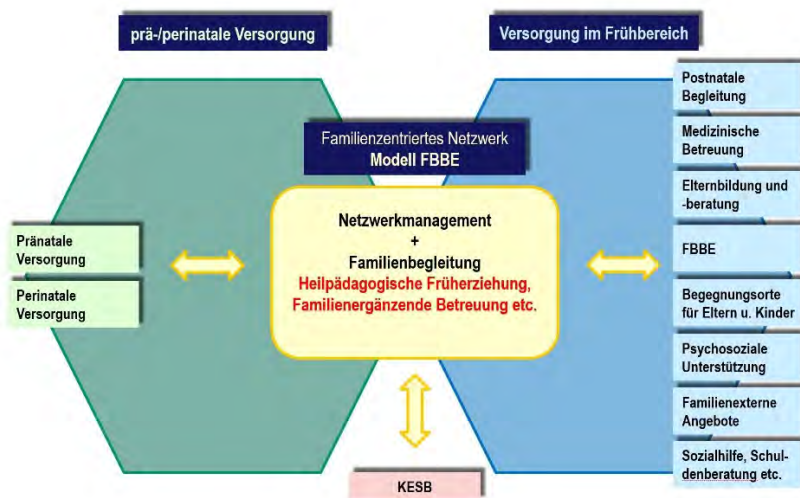 prä-/perinatale Versorgung
Versorgung im Frühbereich
Familienzentriertes Netzwerk
Modell FBBE
Netzwerkmanagement
+
Familienbegleitung
Heilpädagogische Früherziehung,
Familienergänzende Betreuung etc.
Pränatale
Versorgung
Perinatale
Versorgung
Postnatale
Begleitung
Medizinische
Betreuung
Elternbildung und
-beratung
FBBE
Begegnungsorte
für Eltern u. Kinder
Psychosoziale
Unterstützung
Familienexterne
Angebote
Sozialhilfe, Schul-
denberatung etc.
KESB